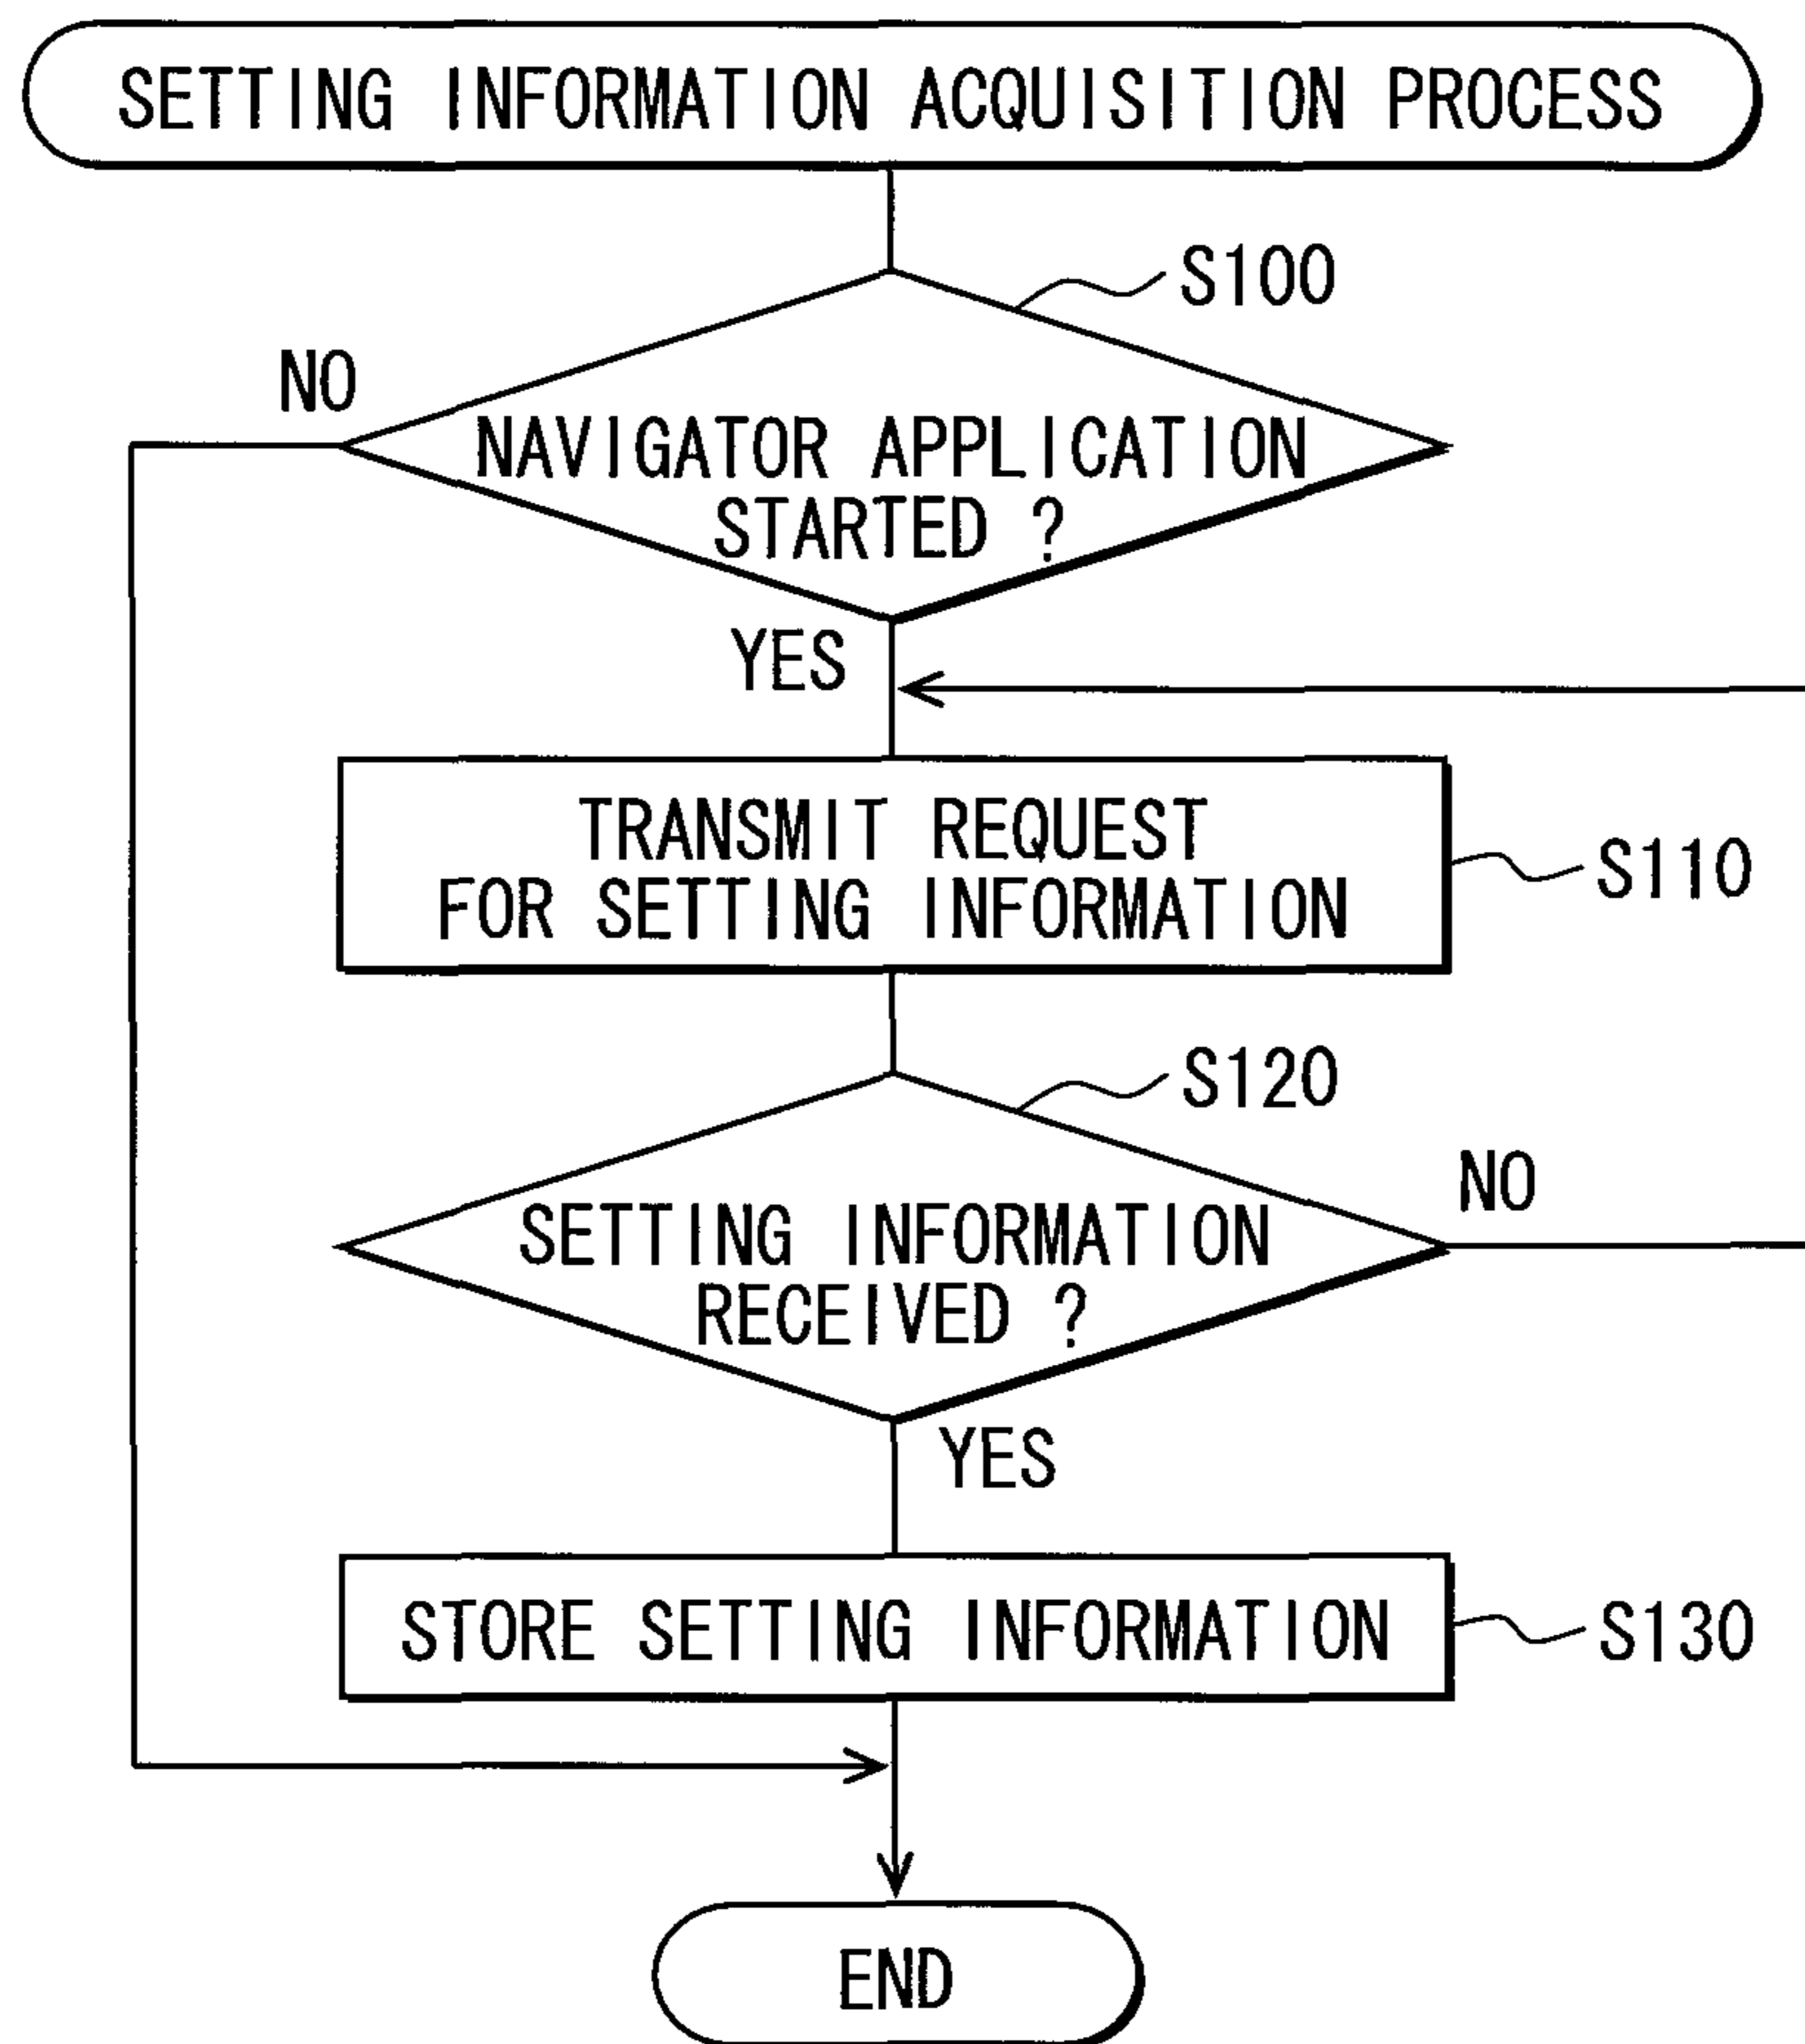 SETTING INFORMATION ACQUISITION PROCESS
S100
NO
NAVIGATOR APPLICATION
STARTED ?
YES
TRANSMIT REQUEST
FOR SETTING INFORMATION
S110
S120
NO
SETTING INFORMATION
RECEIVED ?
YES
STORE SETTING INFORMATION
S130
END